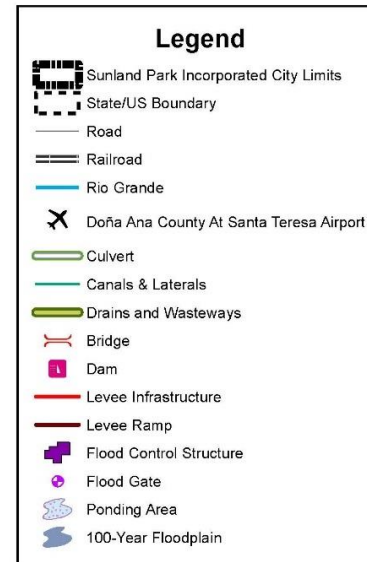 Legend
Sunland Park Incorporated City Limits
State/US Boundary
Road
Railroad
Rio Grande
Doña Ana County At Santa Teresa Airport
Culvert
Canals & Laterals
Drains and Wasteways
Bridge
Dam
Levee Infrastructure
Levee Ramp
Flood Control Structure
Flood Gate
Ponding Area
100-Year Floodplain